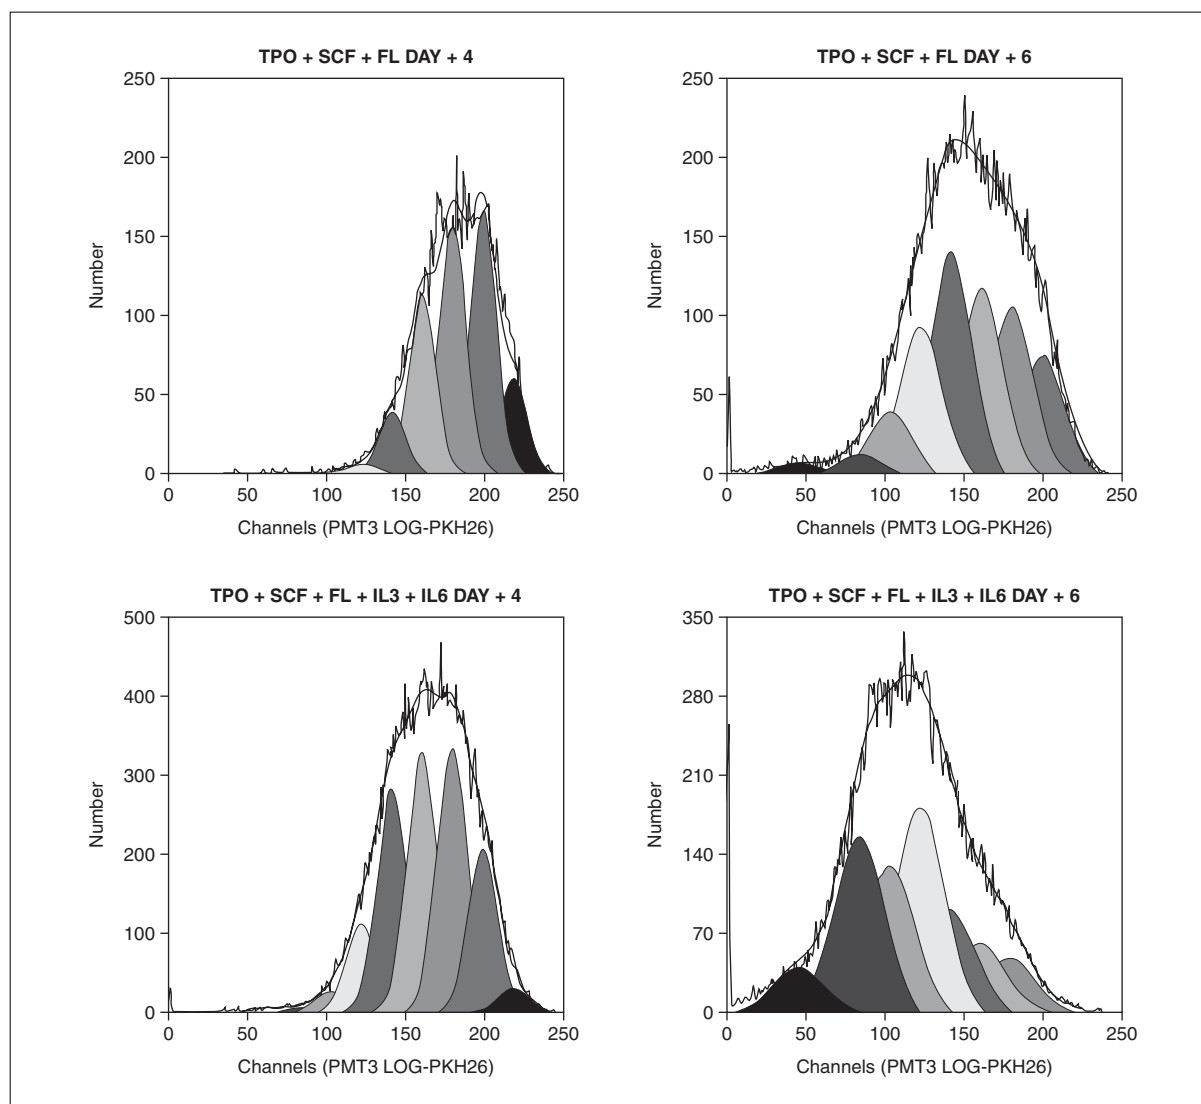 TPO + SCF + FL DAY + 4
250
200
150
100
50
0
Number
0 50 100 150 200 250
Channels (PMT3 LOG-PKH26)
TPO + SCF + FL DAY + 6
250
200
150
100
50
0
Number
0 50 100 150 200 250
Channels (PMT3 LOG-PKH26)
TPO + SCF + FL + IL3 + IL6 DAY + 4
500
400
300
200
100
0
Number
0 50 100 150 200 250
Channels (PMT3 LOG-PKH26)
TPO + SCF + FL + IL3 + IL6 DAY + 6
350
280
210
140
70
0
Number
0 50 100 150 200 250
Channels (PMT3 LOG-PKH26)